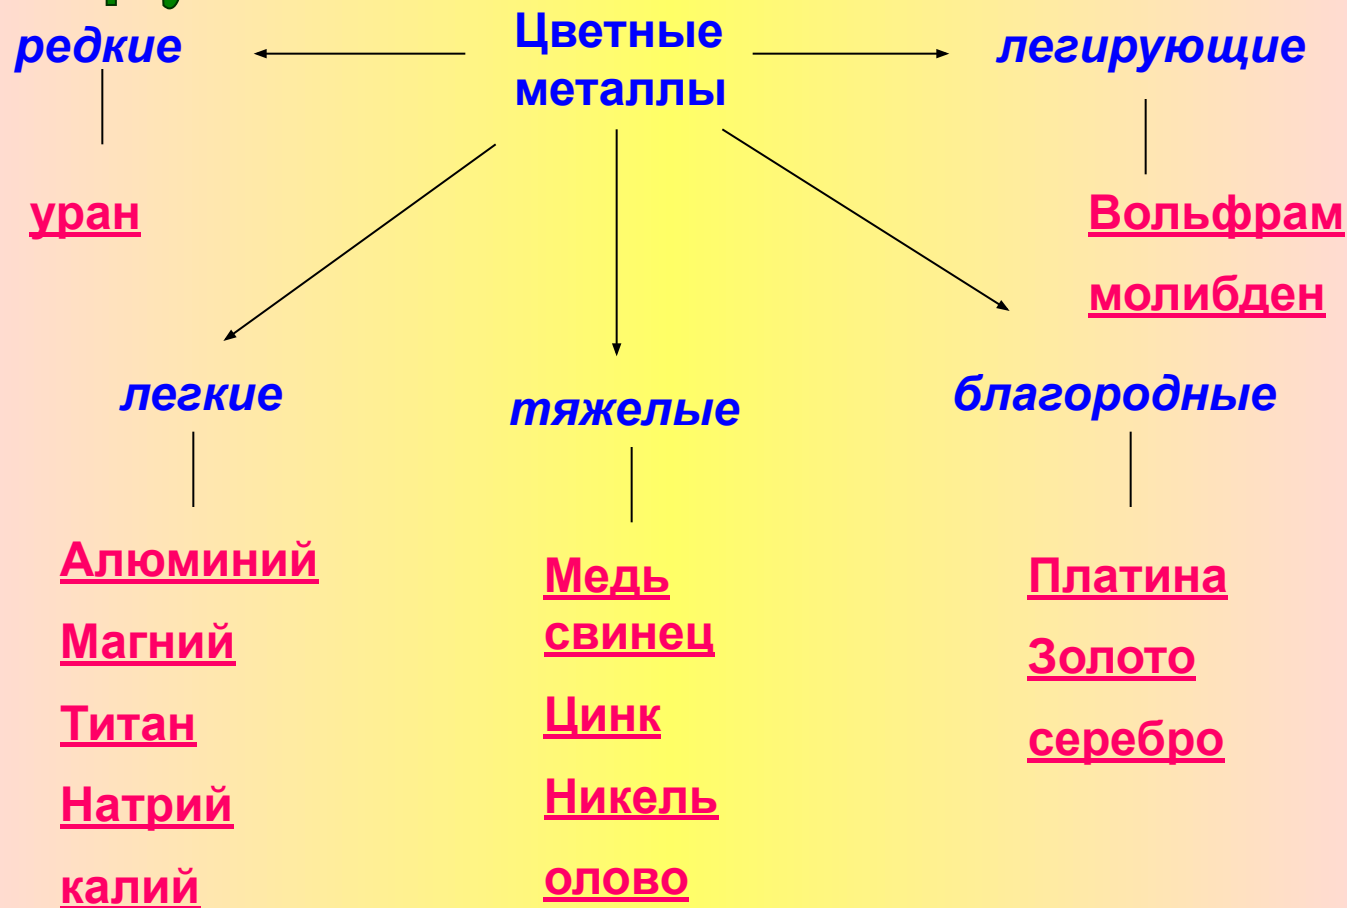 редкие
Цветные
металлы
легирующие
уран
Вольфрам
молибден
легкие
тяжелые
благородные
Алюминий
Магний
Титан
Натрий
калий
Медь
свинец
Цинк
Никель
олово
Платина
Золото
серебро